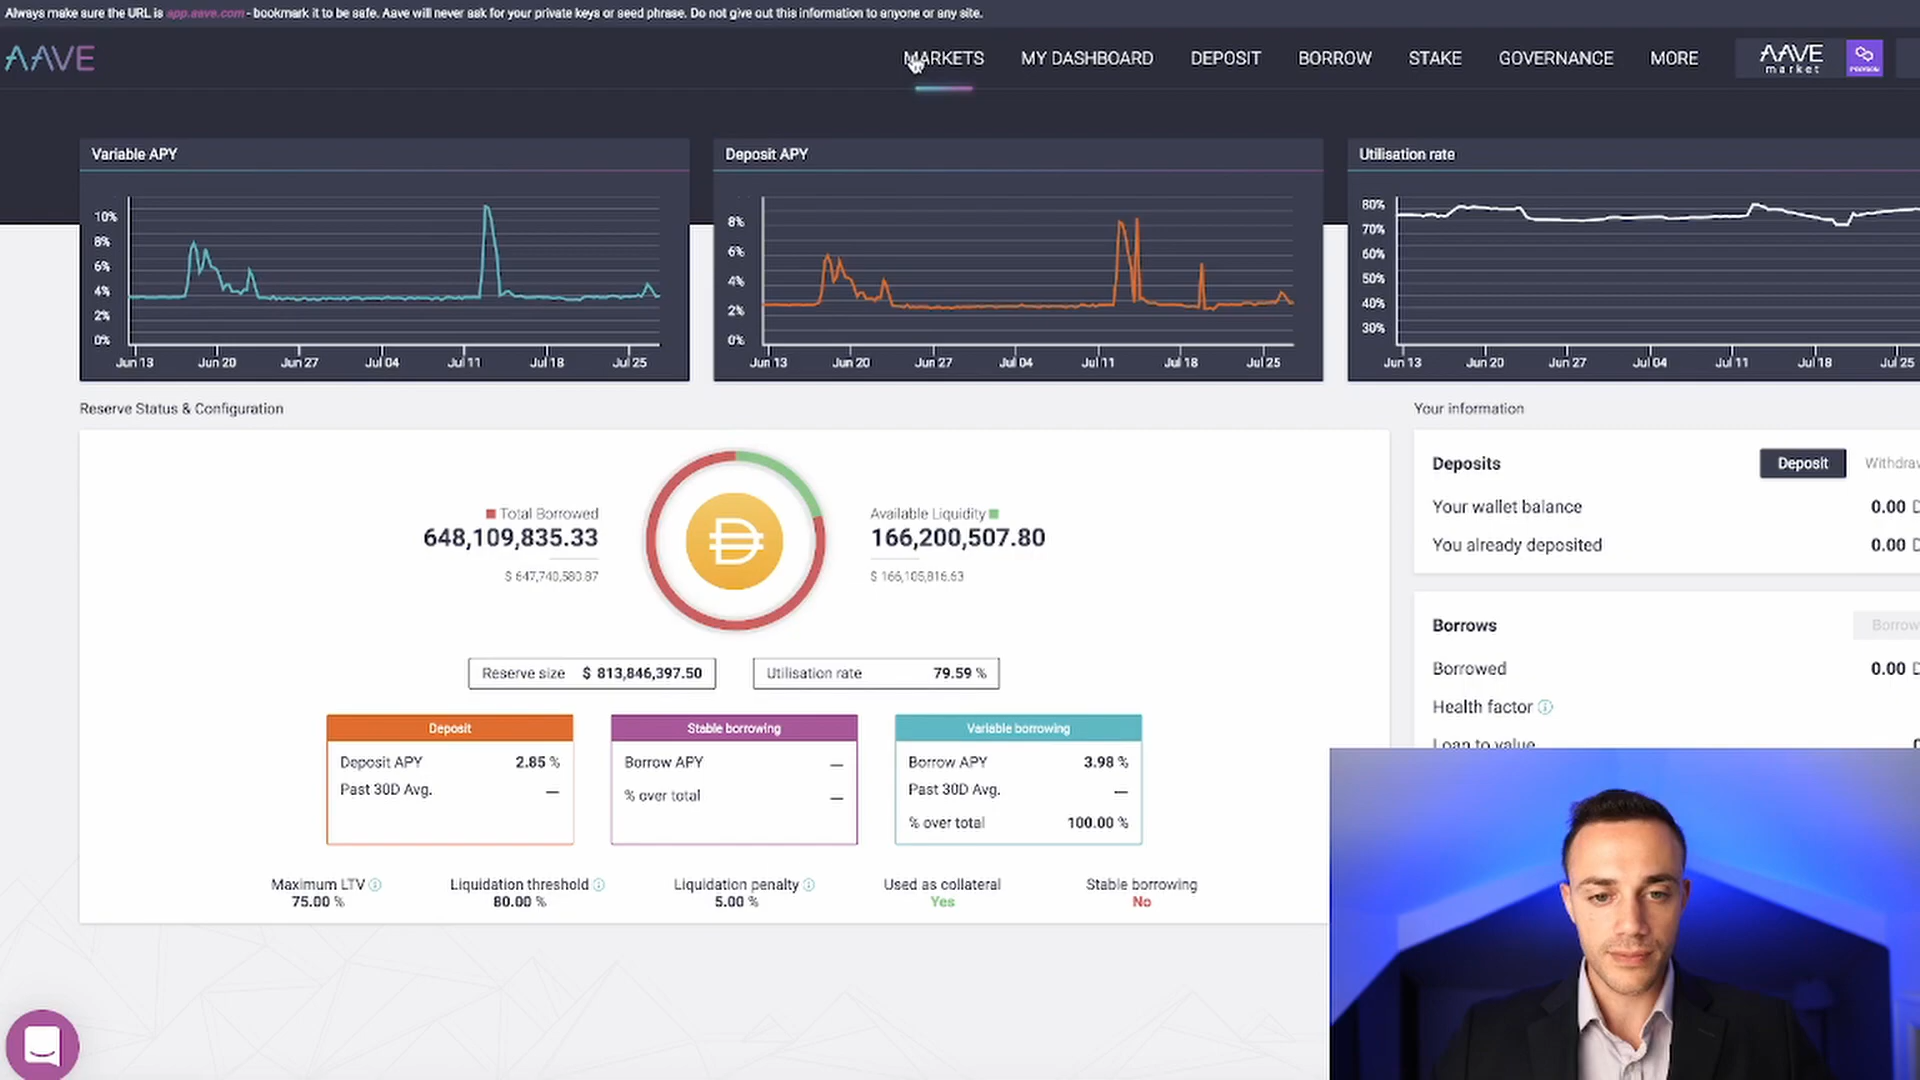 Always make sure the URL is app.aave.com - bookmark it to be safe. Aave will never ask for your private keys or seed phrase. Do not give out this information to anyone or any site.
AAVE
MARKETS
MY DASHBOARD
DEPOSIT
BORROW
STAKE
GOVERNANCE
MORE
AAVE
market
POLYGON
Variable APY
10%
8%
6%
4%
2%
0%
Jun 13 Jun 20 Jun 27 Jul 04 Jul 11 Jul 18 Jul 25
Deposit APY
8%
6%
4%
2%
0%
Jun 13 Jun 20 Jun 27 Jul 04 Jul 11 Jul 18 Jul 25
Utilisation rate
80%
70%
60%
50%
40%
30%
Jun 13 Jun 20 Jun 27 Jul 04 Jul 11 Jul 18 Jul 25
Reserve Status & Configuration
Total Borrowed
648,109,835.33
$ 647,740,580.87
Available Liquidity
166,200,507.80
$ 166,105,816.63
Reserve size $ 813,846,397.50
Utilisation rate 79.59 %
Deposit
Deposit APY 2.85 %
Past 30D Avg. —
Stable borrowing
Borrow APY —
% over total —
Variable borrowing
Borrow APY 3.98 %
Past 30D Avg. —
% over total 100.00 %
Maximum LTV
75.00 %
Liquidation threshold
80.00 %
Liquidation penalty
5.00 %
Used as collateral
Yes
Stable borrowing
No
Your information
Deposits
Deposit
Withdraw
Your wallet balance 0.00 D
You already deposited 0.00 D
Borrows
Borrow
Borrowed 0.00 D
Health factor
Loan to value